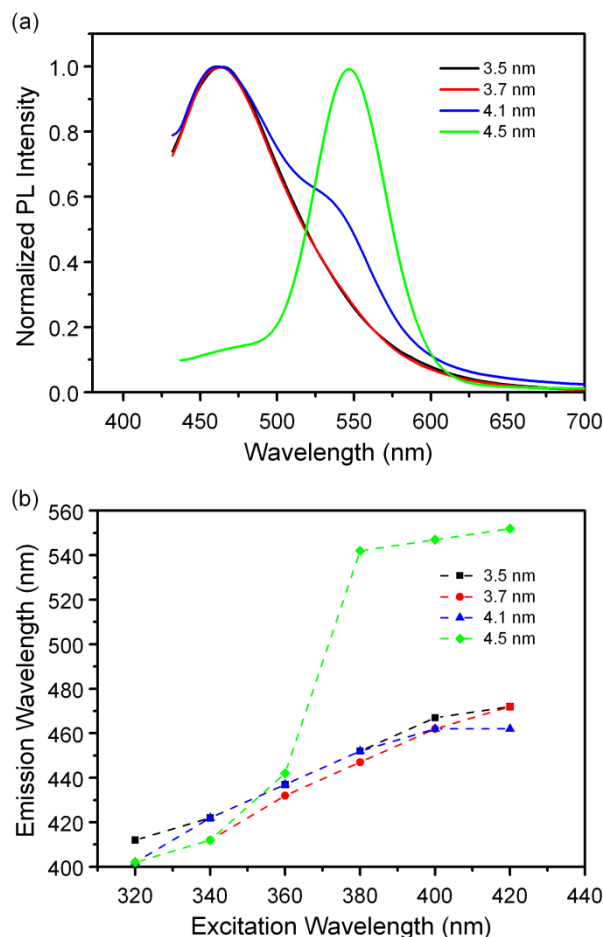 (a)
Normalized PL Intensity
1.0
0.8
0.6
0.4
0.2
0.0
3.5 nm
3.7 nm
4.1 nm
4.5 nm
400 450 500 550 600 650 700
Wavelength (nm)
(b)
Emission Wavelength (nm)
560
540
520
500
480
460
440
420
400
3.5 nm
3.7 nm
4.1 nm
4.5 nm
320 340 360 380 400 420 440
Excitation Wavelength (nm)